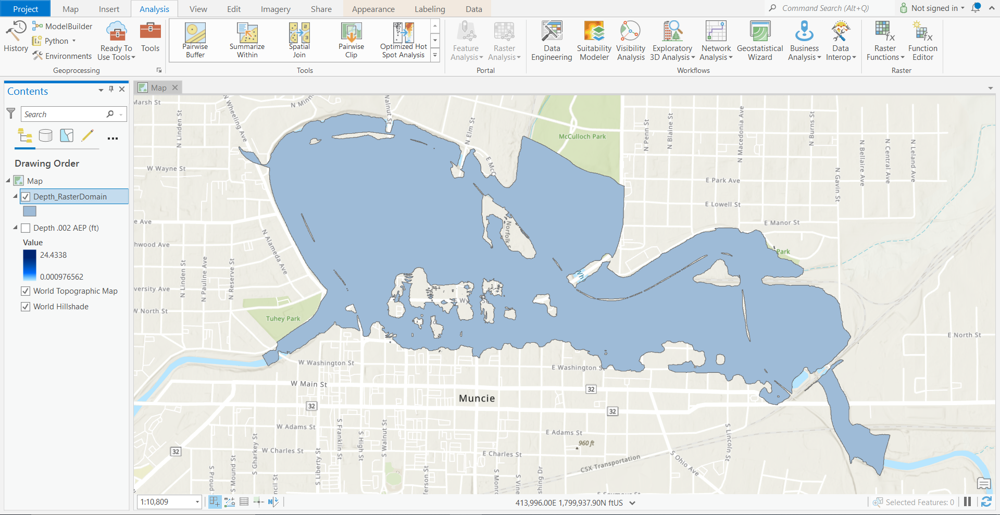 Project
Map
Insert
Analysis
View
Edit
Imagery
Share
Appearance
Labeling
Data
Command Search (Alt+Q)
Not signed in
History
ModelBuilder
Python
Environments
Ready To
Use Tools
Tools
Geoprocessing
Pairwise
Buffer
Summarize
Within
Spatial
Join
Pairwise
Clip
Optimized Hot
Spot Analysis
Tools
Feature
Analysis
Raster
Analysis
Portal
Data
Engineering
Suitability
Modeler
Visibility
Analysis
Exploratory
3D Analysis
Network
Analysis
Geostatistical
Wizard
Business
Analysis
Data
Interop
Workflows
Raster
Functions
Function
Editor
Raster
Contents
Search
Drawing Order
Map
Depth_RasterDomain
Depth .002 AEP (ft)
Value
24.4338
0.000976562
World Topographic Map
World Hillshade
Map
Marsh St
N Linden St
N Wheeling Ave
N Minn
Walnut St
N Elm St
E McC
McCulloch Park
N Penn St
N Blaine St
N Macedonia Ave
N Burns St
N Bellaire Ave
N Central Ave
N Leland Ave
N Gavin St
W Wayne St
E Park Ave
E Lowell St
E Manor St
e Ave
hwood Ave
N Alameda Ave
Norfolk S
Park
N Linden St
N Pauline Ave
N Reserve St
versity Ave
W North St
Tuhey Park
E Wy
St
Wh
E North St
W Washington St
E Washington S
W Main St
32
Muncie
32
32
W Adams St
E Adams St
960 ft
W Charles St
E Charles St
32
CSX Transportation
S Ohio Ave
S Lincoln St
S Franklin St
S High St
S Walnut St
S Gharkey St
S Liberty St
S Mound St
S Proud
ncil St
fferson St
S Monro
S Vine
shing Dr
E Seymour St
1:10,809
413,996.00E 1,799,937.90N ftUS
Selected Features: 0